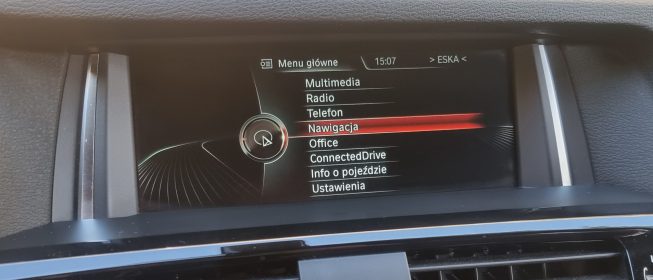 Menu główne 15:07 > ESKA <
Multimedia
Radio
Telefon
Nawigacja
Office
ConnectedDrive
Info o pojeździe
Ustawienia